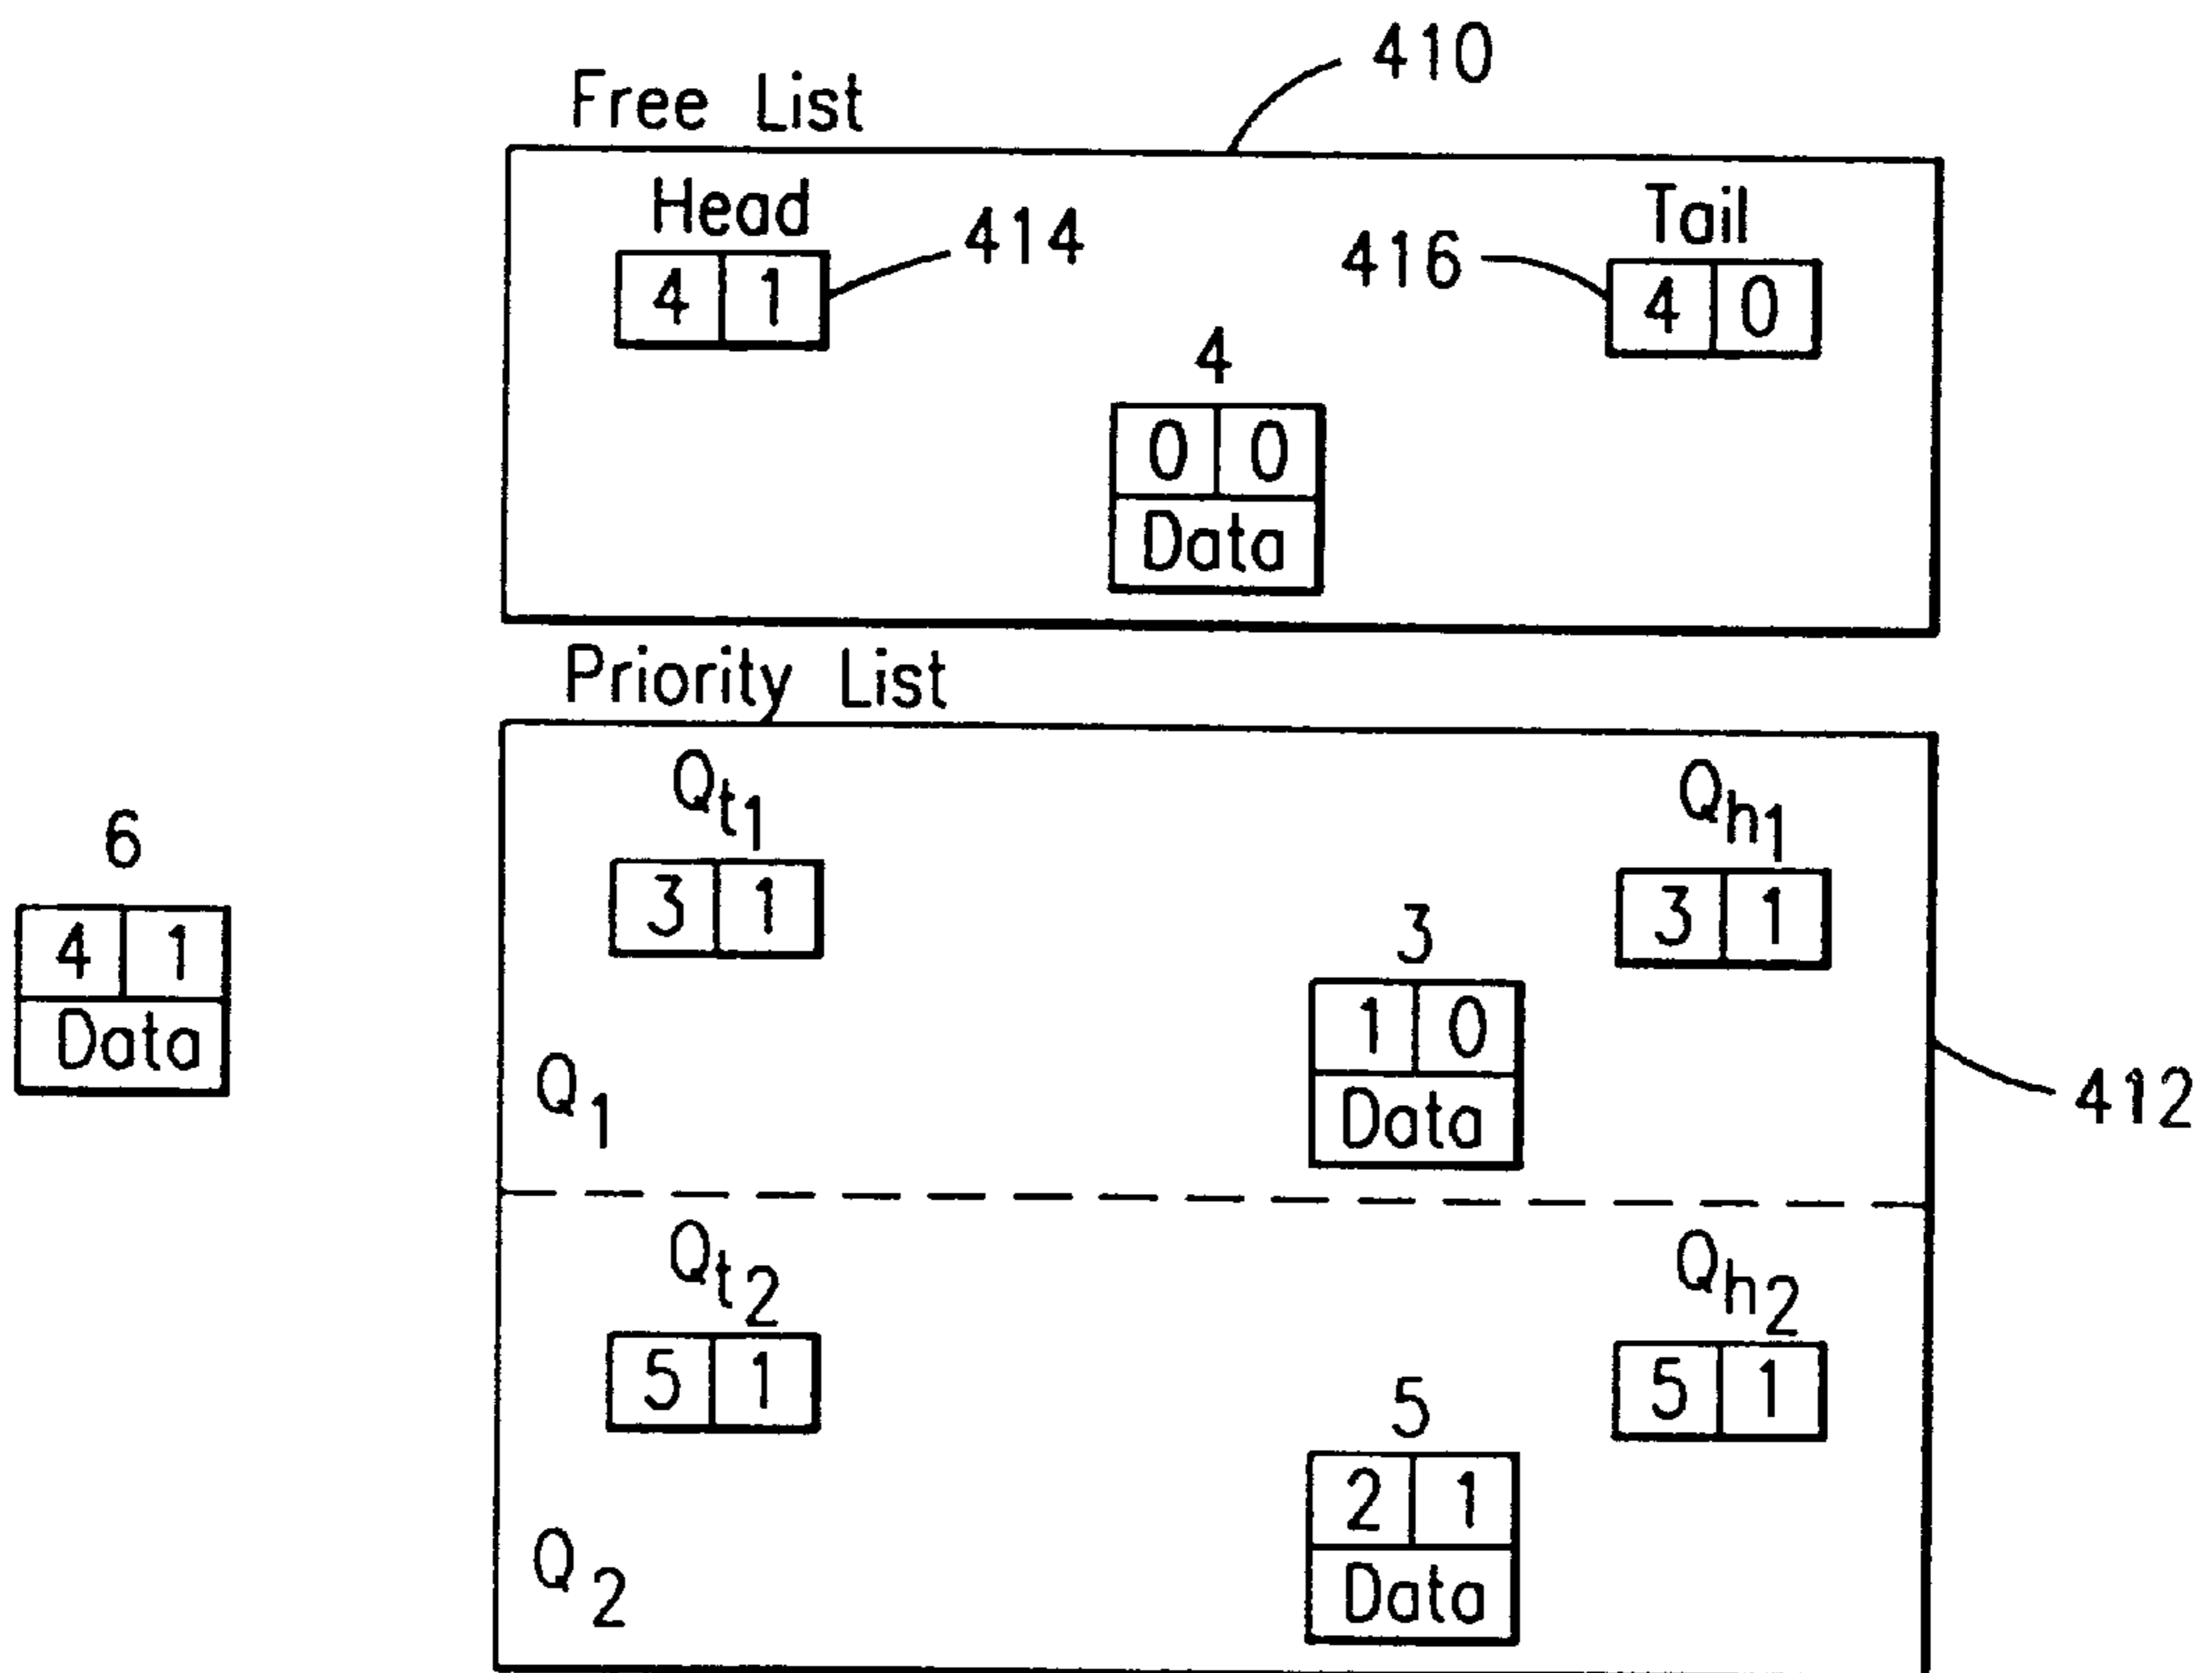 410
Free List
Head
414
Tail
416
4 1
4 0
4
0 0
Data
Priority List
Qt1
Qh1
6
3 1
3 1
4 1
3
Data
1 0
Q1
Data
412
Qt2
Qh2
5 1
5 1
5
2 1
Q2
Data